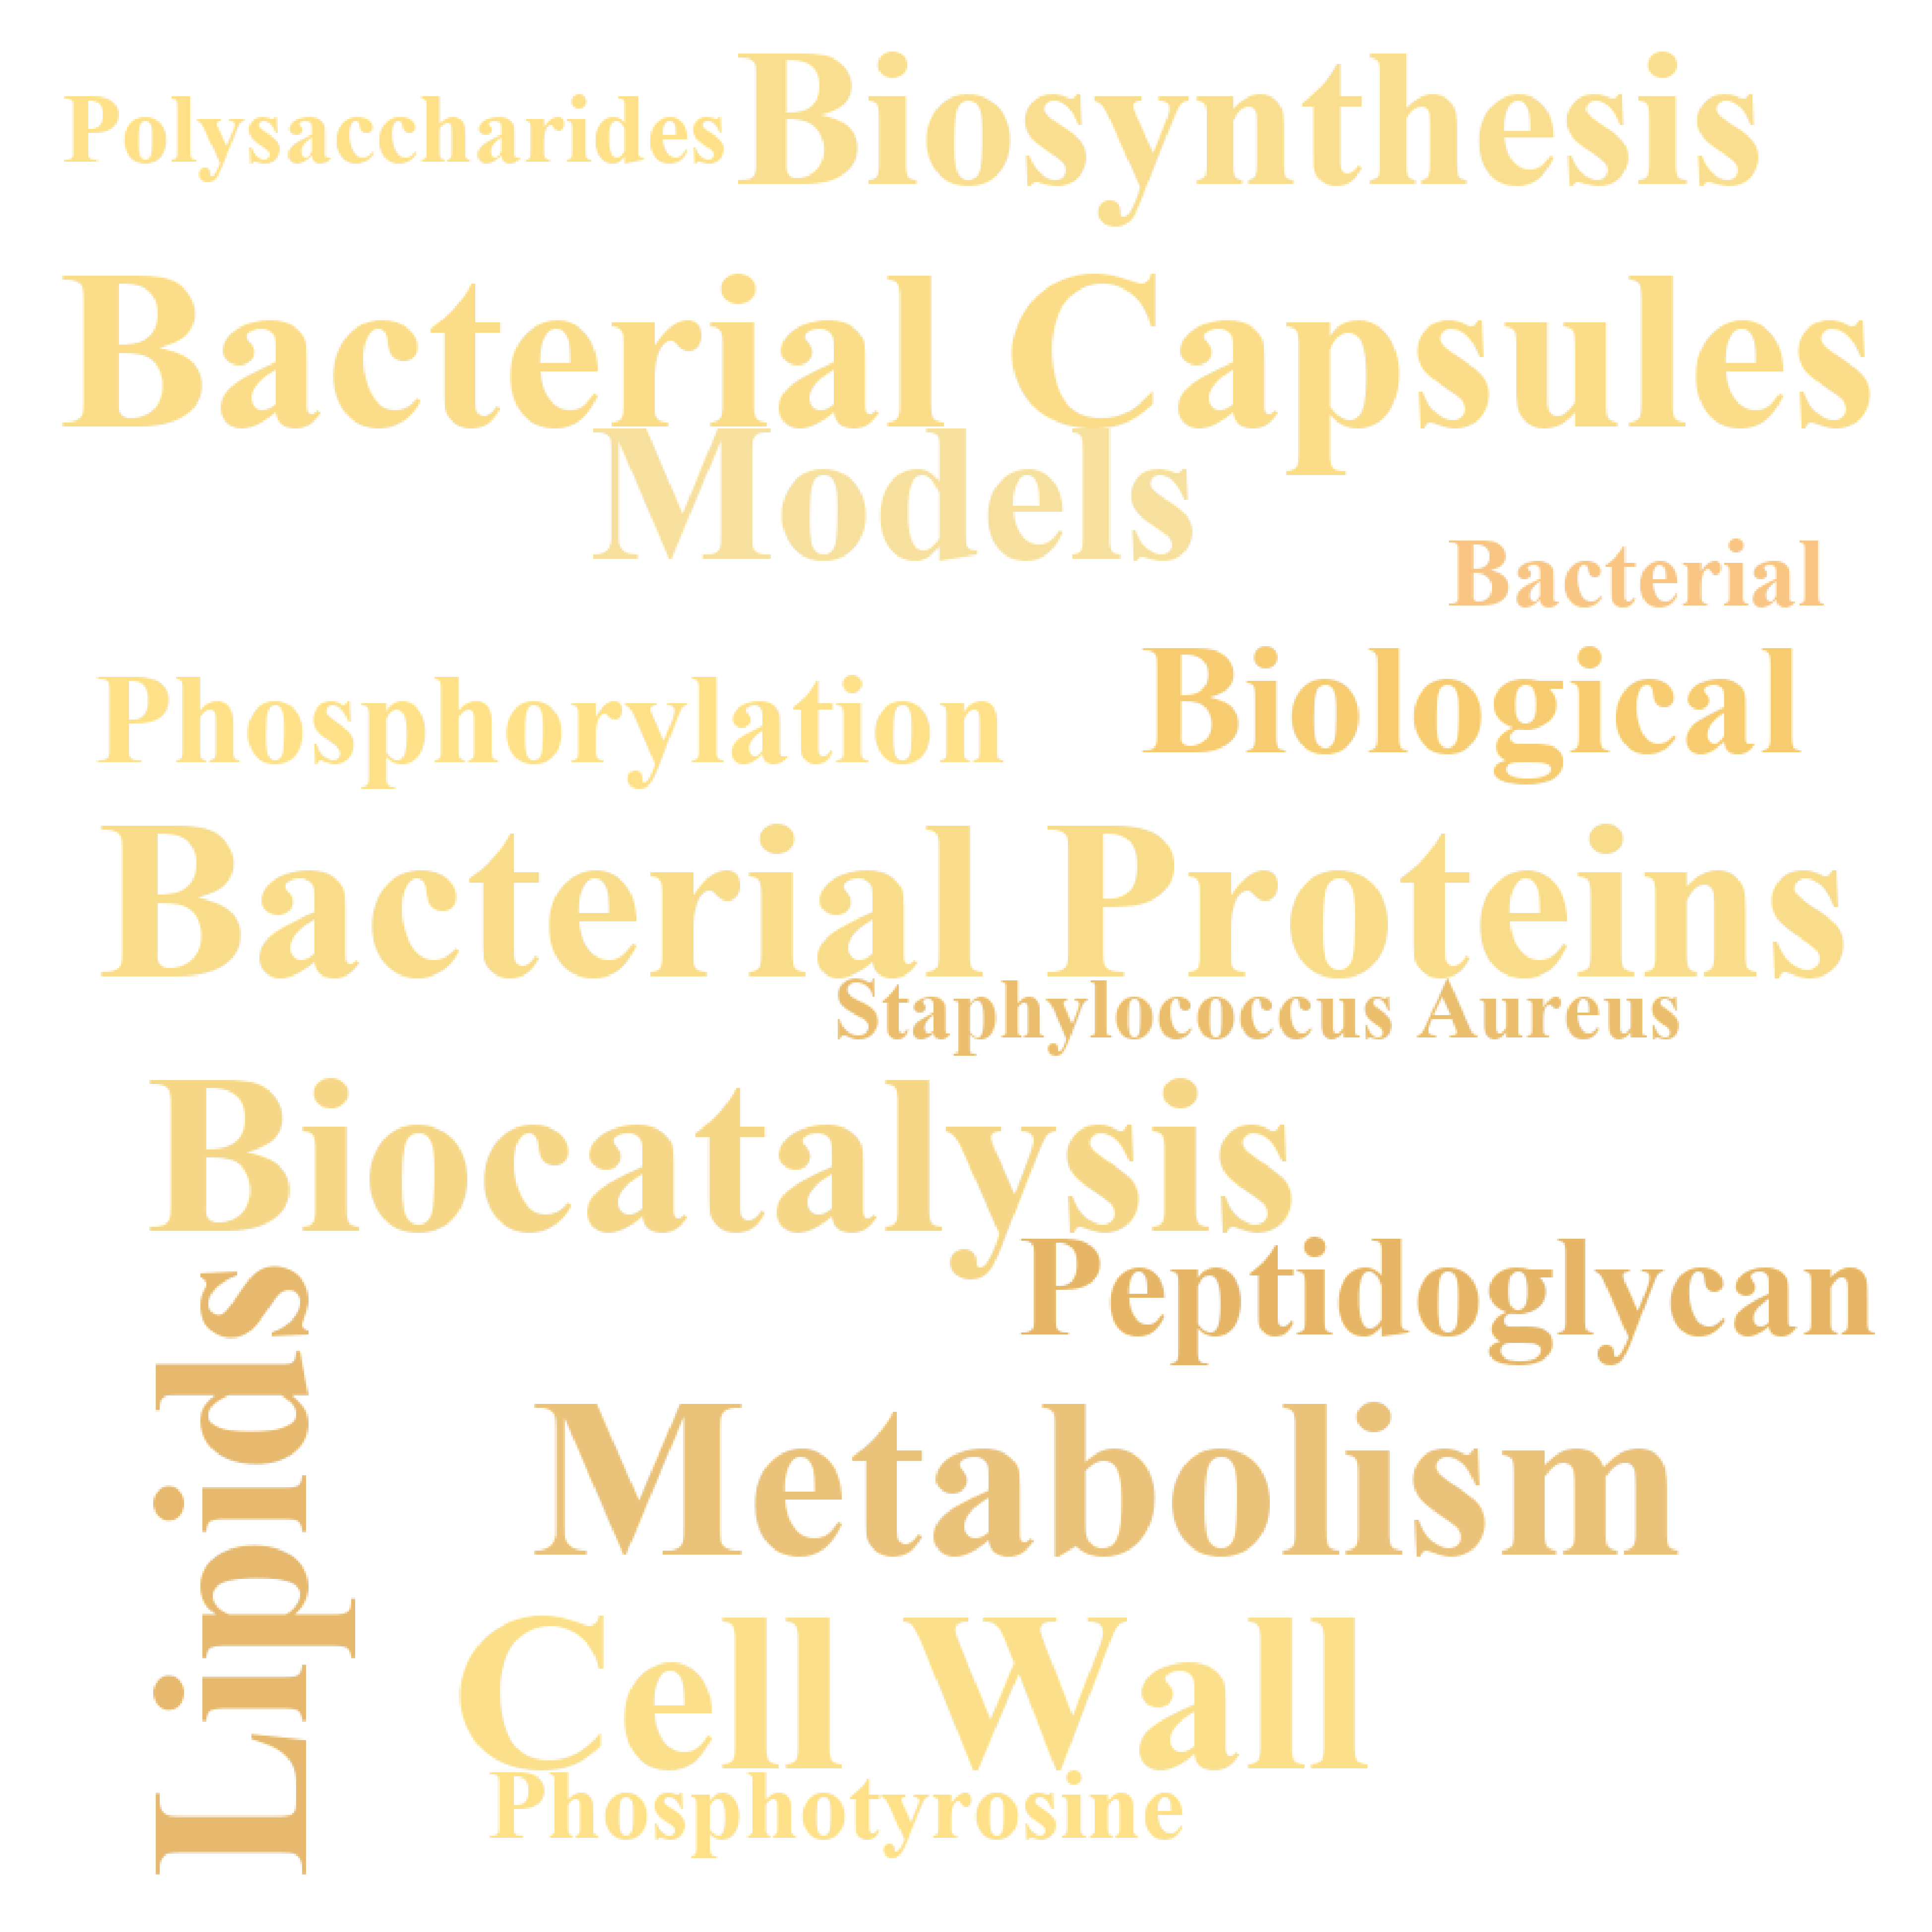 Polysaccharides Biosynthesis
Bacterial Capsules
Models
Bacterial
Phosphorylation Biological
Bacterial Proteins
Staphylococcus Aureus
Biocatalysis
Peptidoglycan
Lipids
Metabolism
Cell Wall
Phosphotyrosine